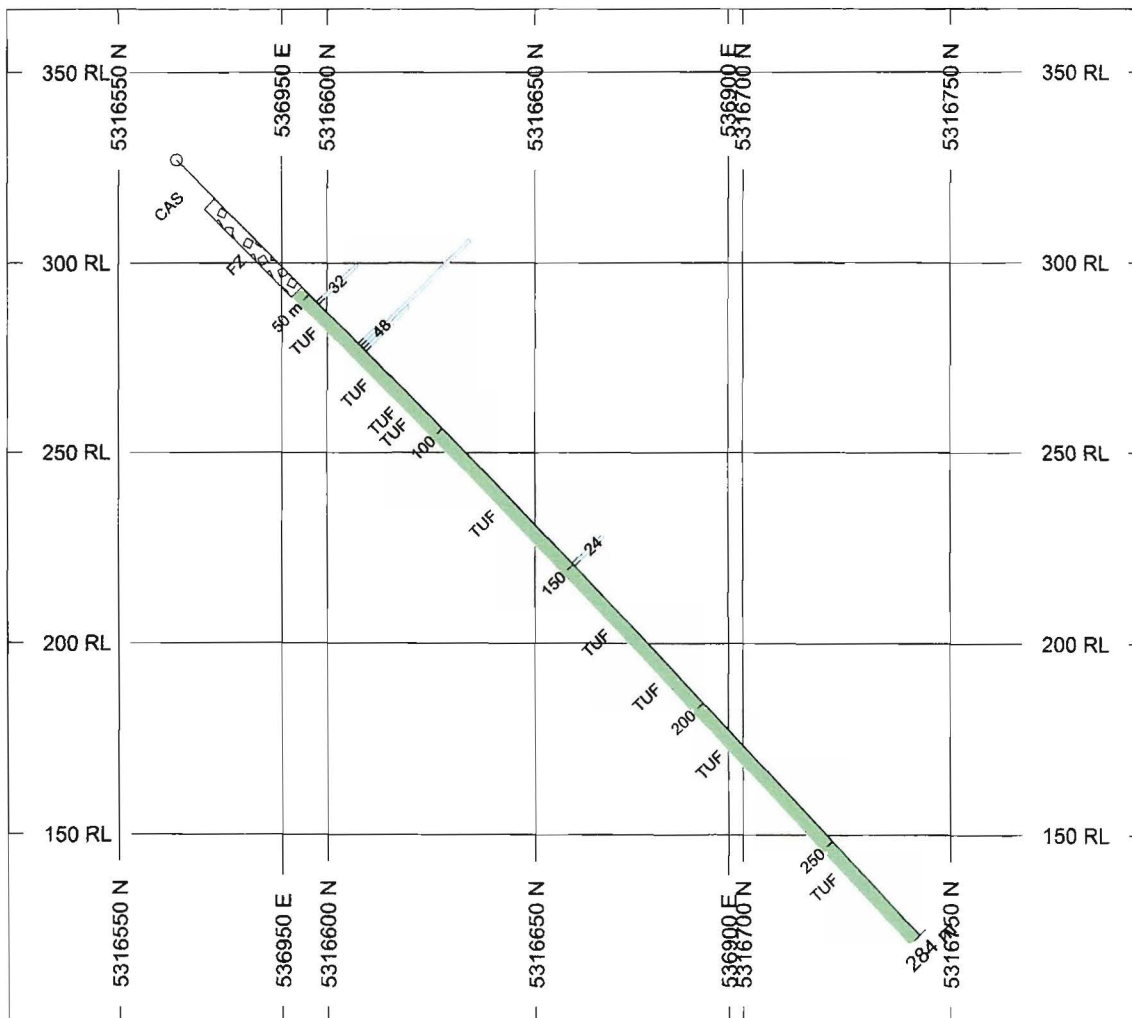 5316550 N
536950 E
5316600 N
5316650 N
536900 E
5316700 N
5316750 N
350 RL
350 RL
CAS
FZ
300 RL
300 RL
32
50 m
48
TUF
TUF
TUF
TUF
250 RL
100
250 RL
TUF
24
150
200 RL
TUF
200 RL
TUF
200
TUF
150 RL
150 RL
250
TUF
284 m
5316550 N
536950 E
5316600 N
5316650 N
536900 E
5316700 N
5316750 N